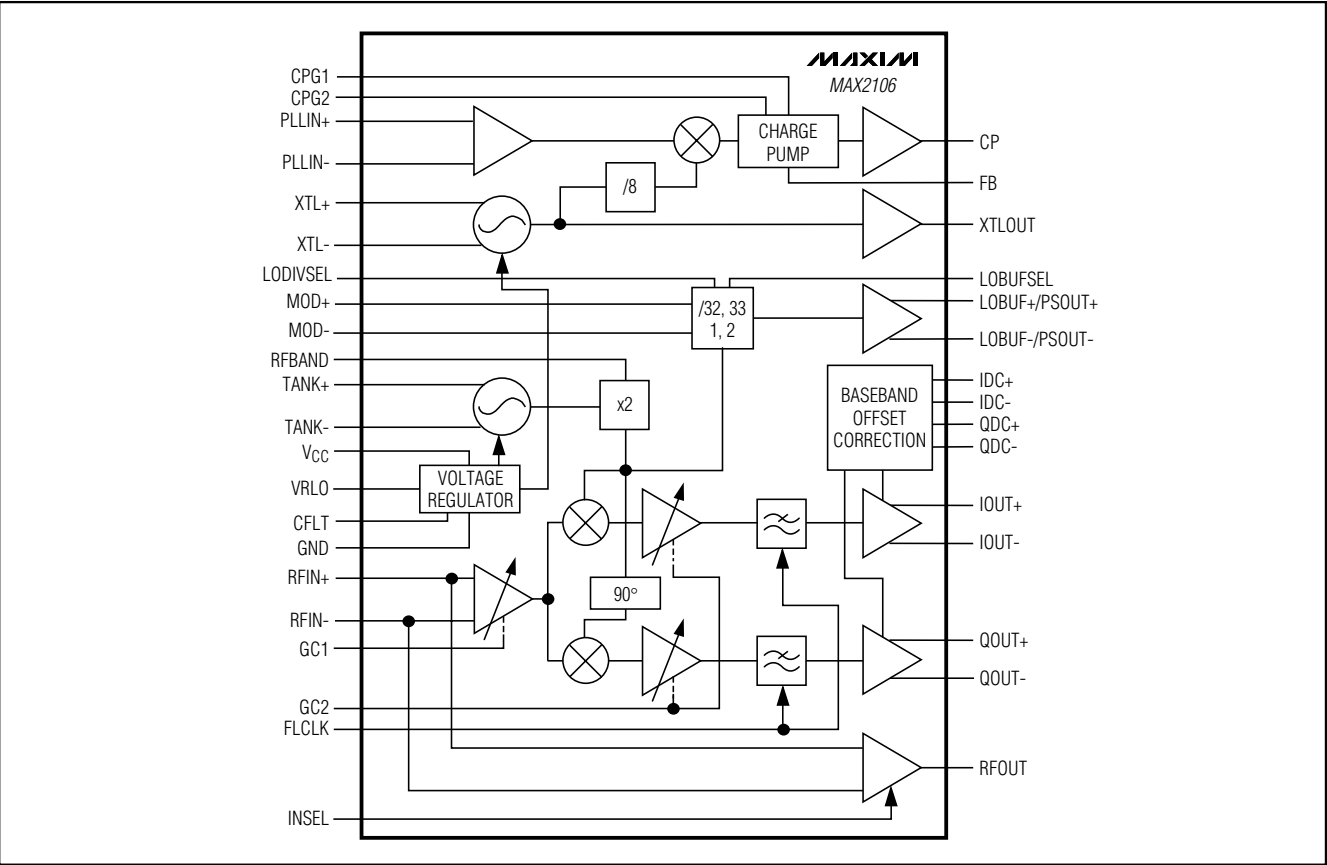 MAXIM
MAX2106
CPG1
CPG2
PLLIN+
PLLIN-
XTL+
XTL-
LODIVSEL
MOD+
MOD-
RFBAND
TANK+
TANK-
VCC
VRLO
CFLT
GND
RFIN+
RFIN-
GC1
GC2
FLCLK
INSEL
CHARGE
PUMP
/8
/32, 33
1, 2
x2
VOLTAGE
REGULATOR
90°
BASEBAND
OFFSET
CORRECTION
CP
FB
XTLOUT
LOBUFSEL
LOBUF+/PSOUT+
LOBUF-/PSOUT-
IDC+
IDC-
QDC+
QDC-
IOUT+
IOUT-
QOUT+
QOUT-
RFOUT